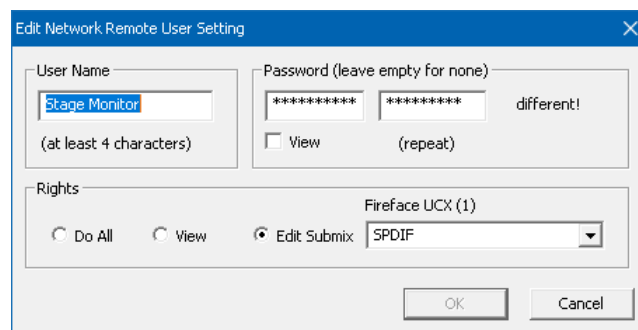 Edit Network Remote User Setting
User Name
Password (leave empty for none)
Stage Monitor
********** ********* different!
(at least 4 characters)
View
(repeat)
Rights
Fireface UCX (1)
Do All
View
Edit Submix
SPDIF
OK
Cancel